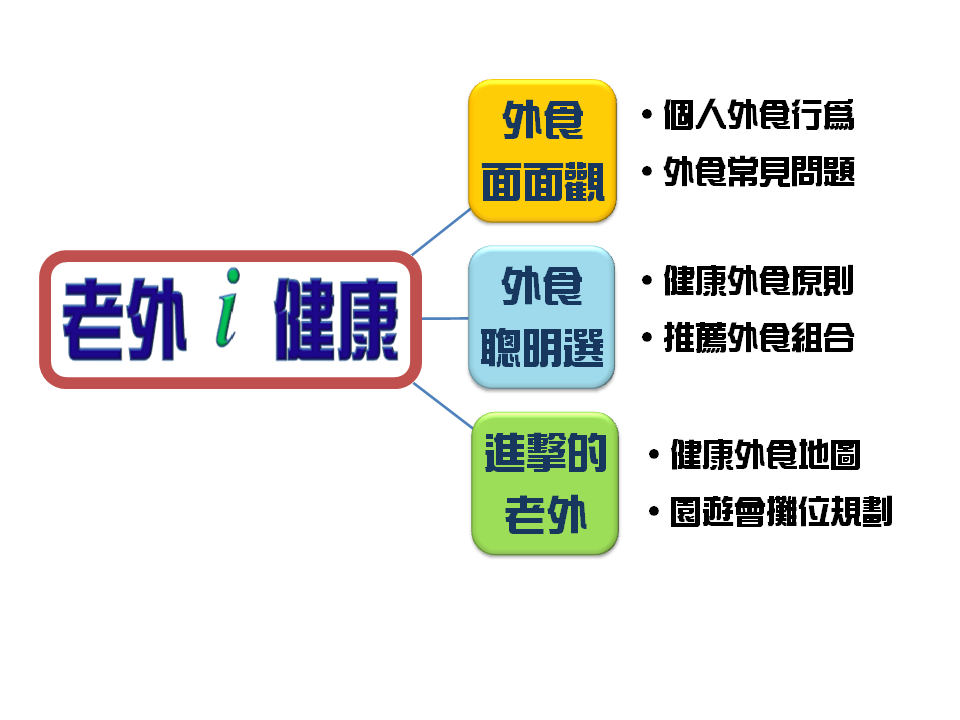 老外 i 健康
外食
面面觀
• 個人外食行為
• 外食常見問題
外食
聰明選
• 健康外食原則
• 推薦外食組合
進擊的
老外
• 健康外食地圖
• 園遊會攤位規劃